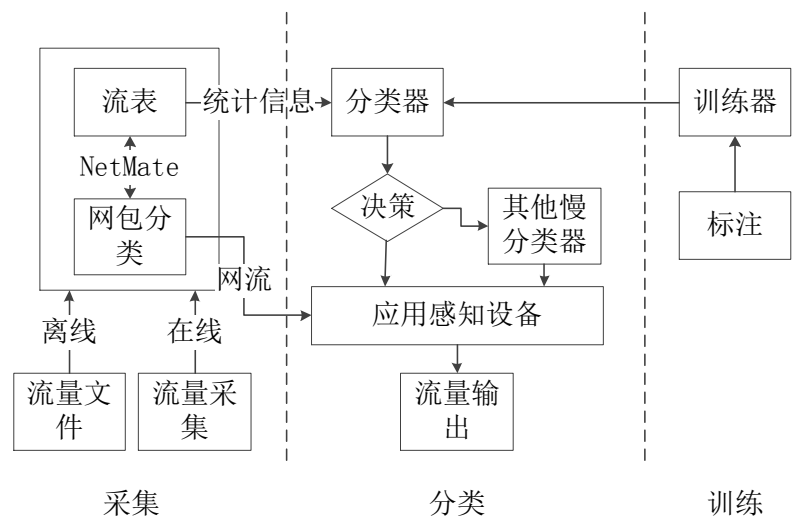 流表
统计信息
分类器
训练器
NetMate
网包分
类
决策
其他慢
分类器
标注
网流
应用感知设备
离线
在线
流量文
件
流量采
集
流量输
出
采集
分类
训练